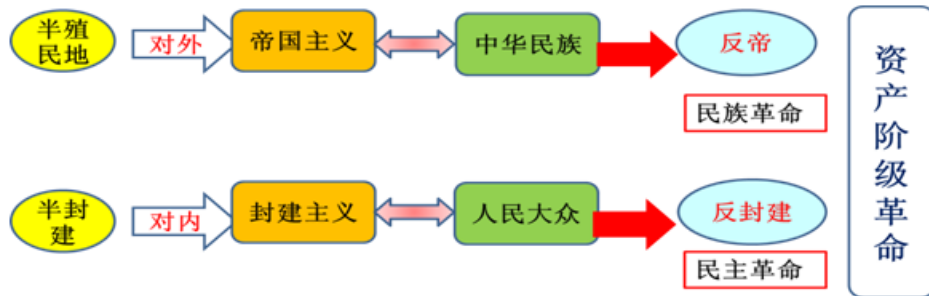 半殖
民地
对外
帝国主义
中华民族
反帝
民族革命
半封
建
对内
封建主义
人民大众
反封建
民主革命
资产阶级革命